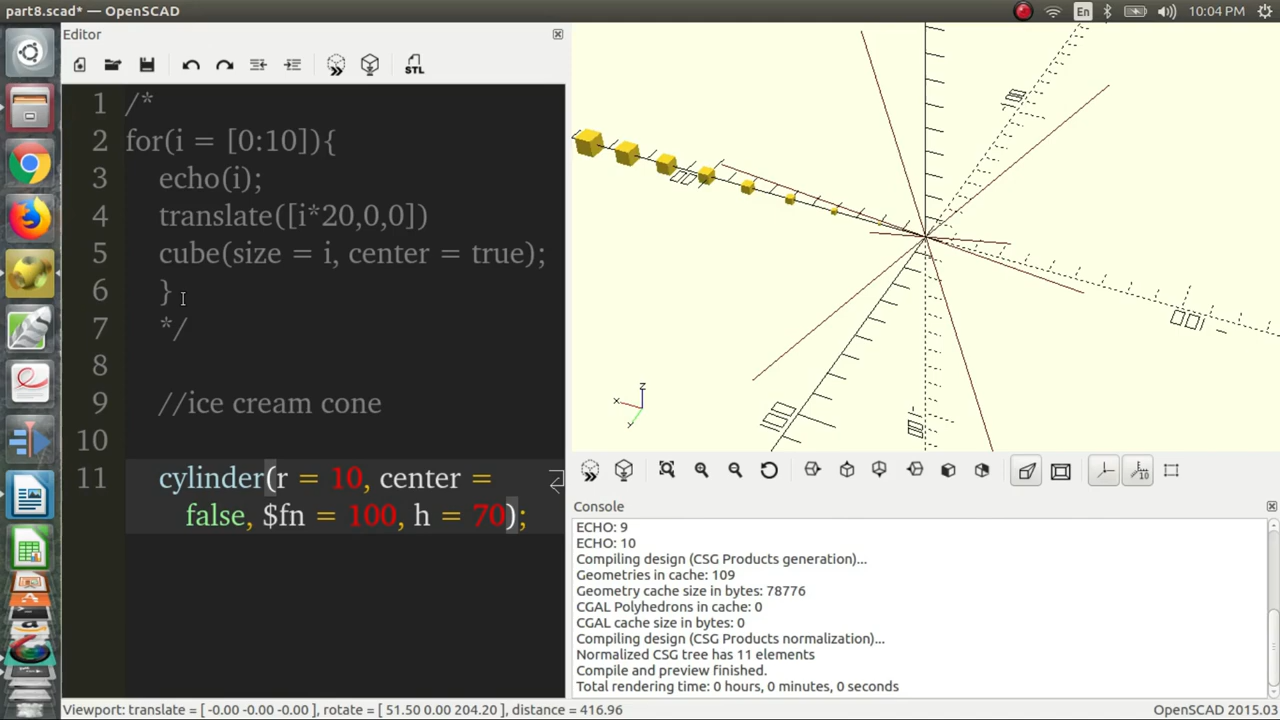 part8.scad* — OpenSCAD
En
10:04 PM
Editor
STL
1 /*
2 for(i = [0:10]){
3 echo(i);
4 translate([i*20,0,0])
5 cube(size = i, center = true);
6 }
7 */
8
9 //ice cream cone
10
11 cylinder(r = 10, center =
false, $fn = 100, h = 70);
z
x
y
10
Console
ECHO: 9
ECHO: 10
Compiling design (CSG Products generation)...
Geometries in cache: 109
Geometry cache size in bytes: 78776
CGAL Polyhedrons in cache: 0
CGAL cache size in bytes: 0
Compiling design (CSG Products normalization)...
Normalized CSG tree has 11 elements
Compile and preview finished.
Total rendering time: 0 hours, 0 minutes, 0 seconds
Viewport: translate = [ -0.00 -0.00 -0.00 ], rotate = [ 51.50 0.00 204.20 ], distance = 416.96
OpenSCAD 2015.03